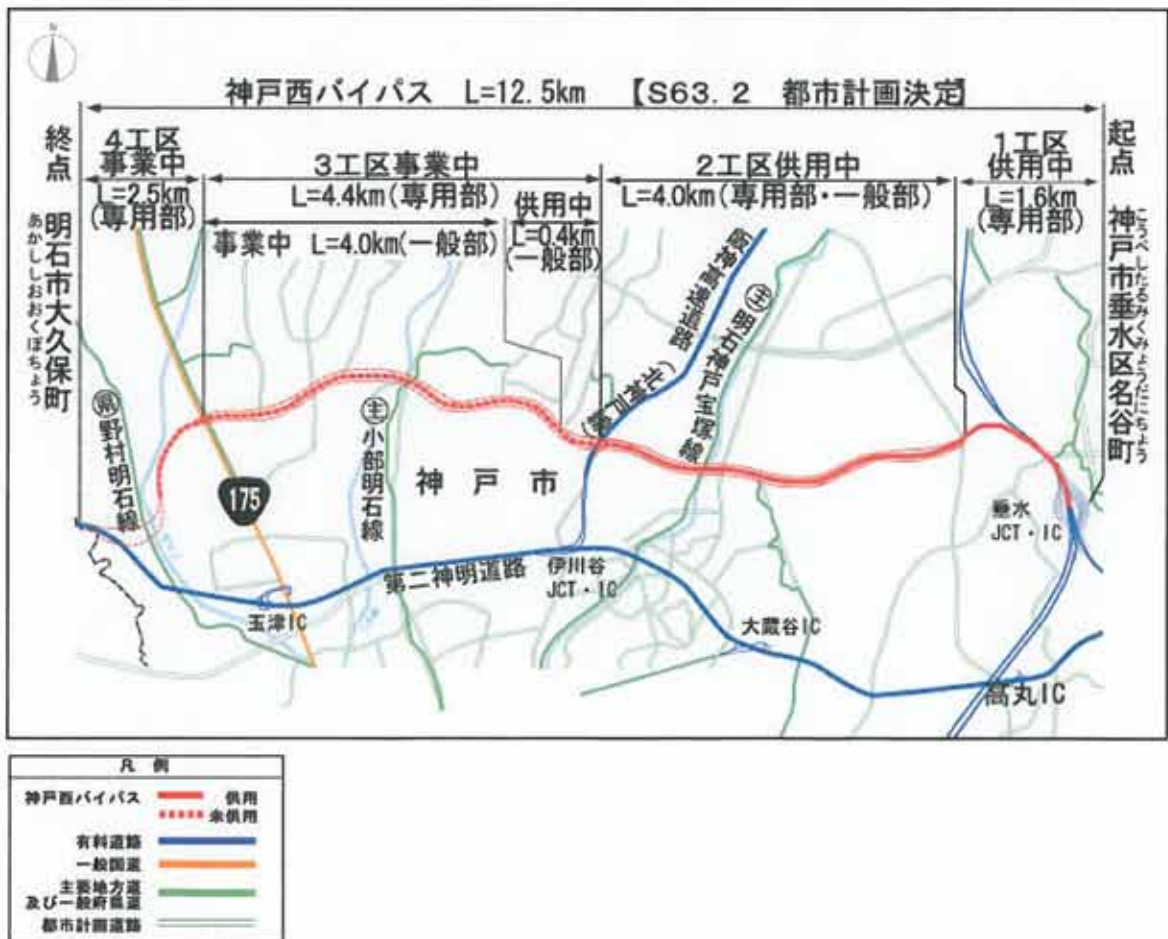 N
神戸西バイパス L=12.5km 【S63.2 都市計画決定】
終点 明石市大久保町
あかししおおくぼちょう
4工区
事業中
L=2.5km
(専用部)
3工区事業中
L=4.4km(専用部)
事業中 L=4.0km(一般部)
供用中
L=0.4km
(一般部)
2工区供用中
L=4.0km(専用部・一般部)
1工区
供用中
L=1.6km
(専用部)
起点 神戸市垂水区名谷町
こうべしたるみくみょうだにちょう
阪神高速道路
(北神戸線)
主 明石神戸宝塚線
県 野村明石線
175
主 小部明石線
神戸市
垂水
JCT・IC
第二神明道路
伊川谷
JCT・IC
玉津IC
大蔵谷IC
高丸IC
凡例
神戸西バイパス 供用
未供用
有料道路
一般国道
主要地方道
及び一般府県道
都市計画道路